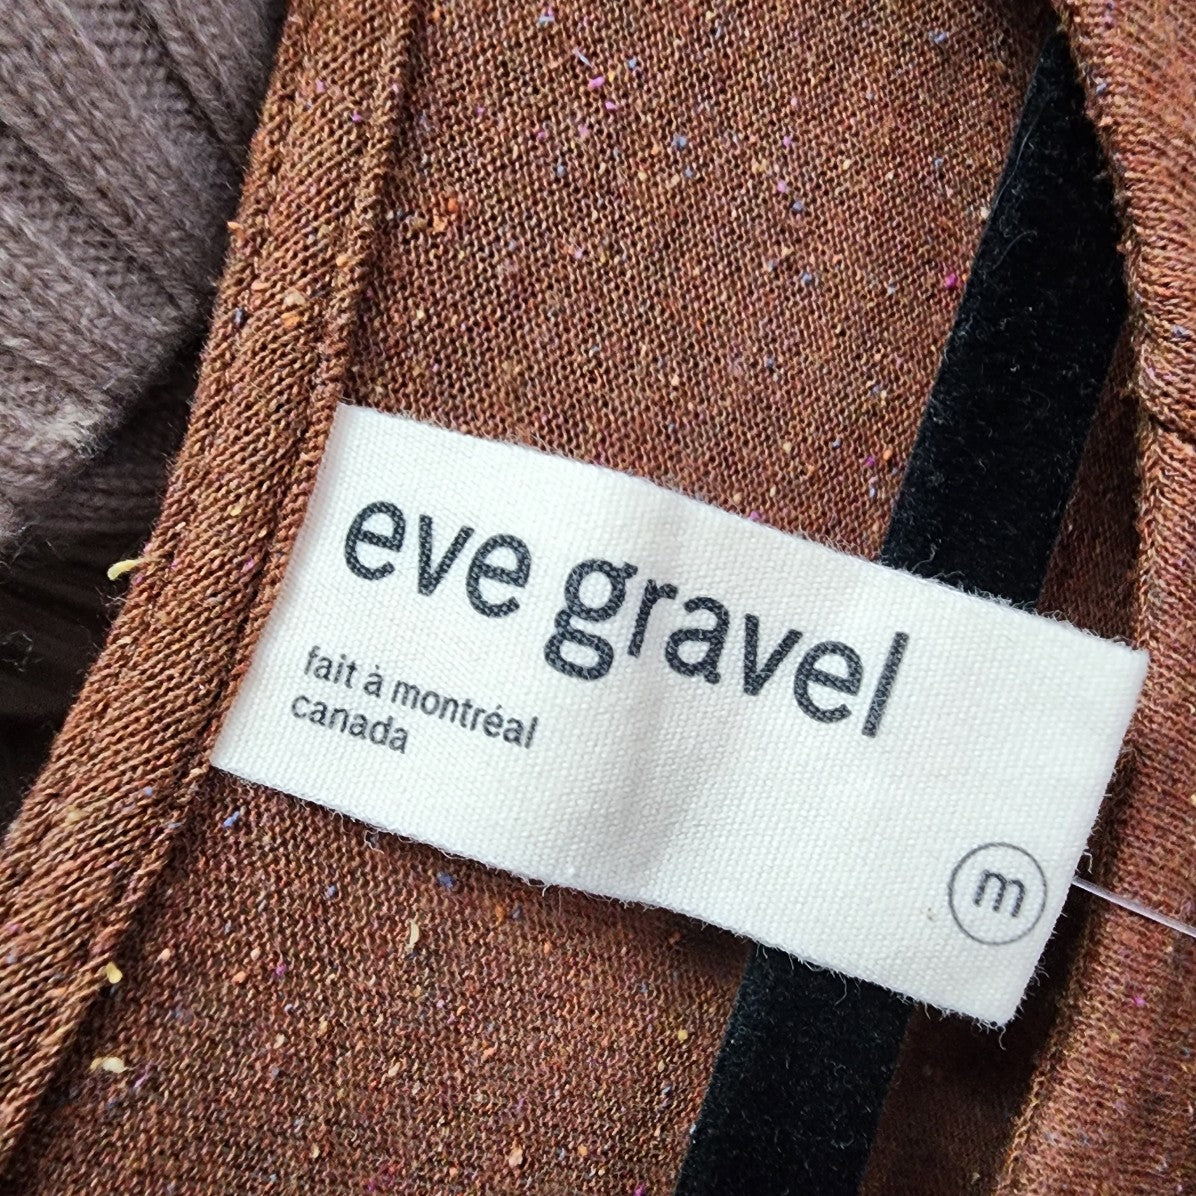 eve gravel
fait à montréal
canada
m